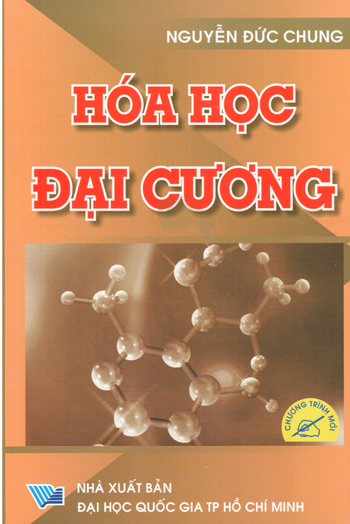 NGUYỄN ĐỨC CHUNG
HÓA HỌC
ĐẠI CƯƠNG
CHƯƠNG TRÌNH MỚI
NHÀ XUẤT BẢN
ĐẠI HỌC QUỐC GIA TP HỒ CHÍ MINH